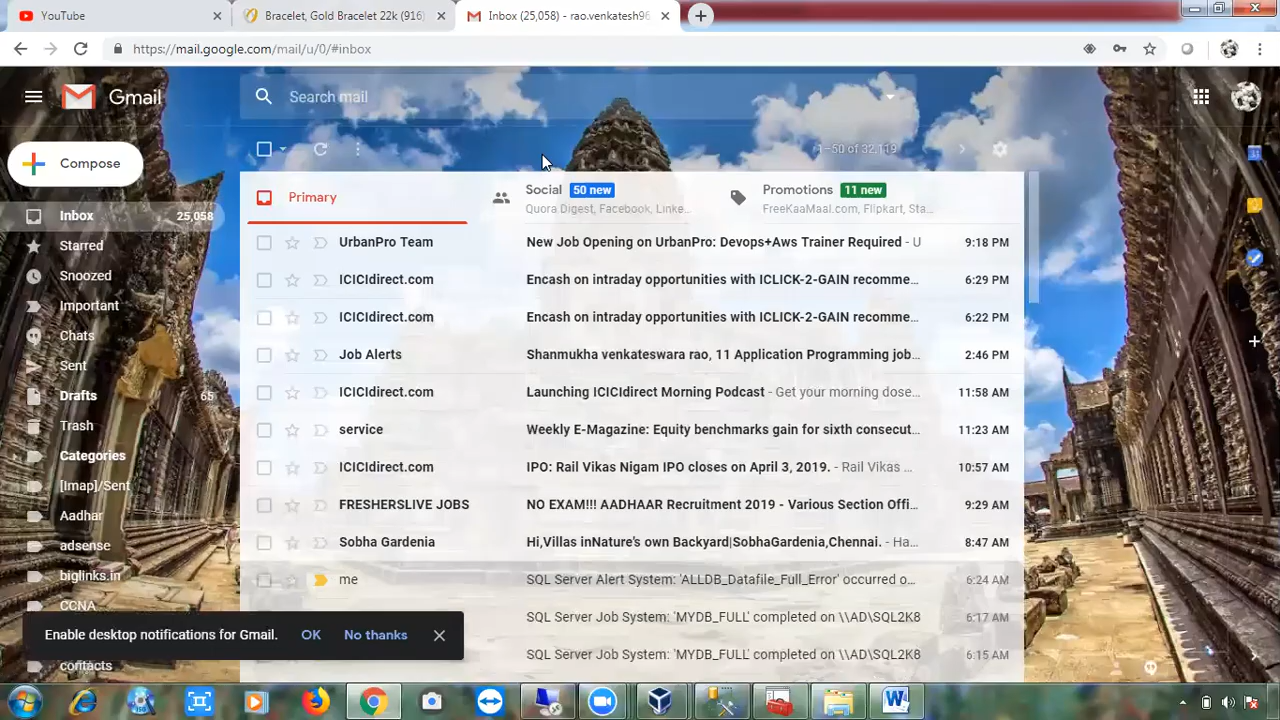 YouTube
Bracelet, Gold Bracelet 22k (916)
Inbox (25,058) - rao.venkatesh96
https://mail.google.com/mail/u/0/#inbox
Gmail
Search mail
Compose
1–50 of 32,119
Primary
Social 50 new
Quora Digest, Facebook, Linke…
Promotions 11 new
FreeKaaMaal.com, Flipkart, Sta…
Inbox 25,058
Starred
Snoozed
Important
Chats
Sent
Drafts 65
Trash
Categories
[Imap]/Sent
Aadhar
adsense
biglinks.in
CCNA
contacts
UrbanPro Team New Job Opening on UrbanPro: Devops+Aws Trainer Required - U 9:18 PM
ICICIdirect.com Encash on intraday opportunities with ICLICK-2-GAIN recomme… 6:29 PM
ICICIdirect.com Encash on intraday opportunities with ICLICK-2-GAIN recomme… 6:22 PM
Job Alerts Shanmukha venkateswara rao, 11 Application Programming job… 2:46 PM
ICICIdirect.com Launching ICICIdirect Morning Podcast - Get your morning dose… 11:58 AM
service Weekly E-Magazine: Equity benchmarks gain for sixth consecut… 11:23 AM
ICICIdirect.com IPO: Rail Vikas Nigam IPO closes on April 3, 2019. - Rail Vikas … 10:57 AM
FRESHERSLIVE JOBS NO EXAM!!! AADHAAR Recruitment 2019 - Various Section Offi… 9:29 AM
Sobha Gardenia Hi,Villas inNature's own Backyard|SobhaGardenia,Chennai. - Ha… 8:47 AM
me SQL Server Alert System: 'ALLDB_Datafile_Full_Error' occurred o… 6:24 AM
SQL Server Job System: 'MYDB_FULL' completed on \\AD\SQL2K8 6:17 AM
SQL Server Job System: 'MYDB_FULL' completed on \\AD\SQL2K8 6:15 AM
Enable desktop notifications for Gmail. OK No thanks